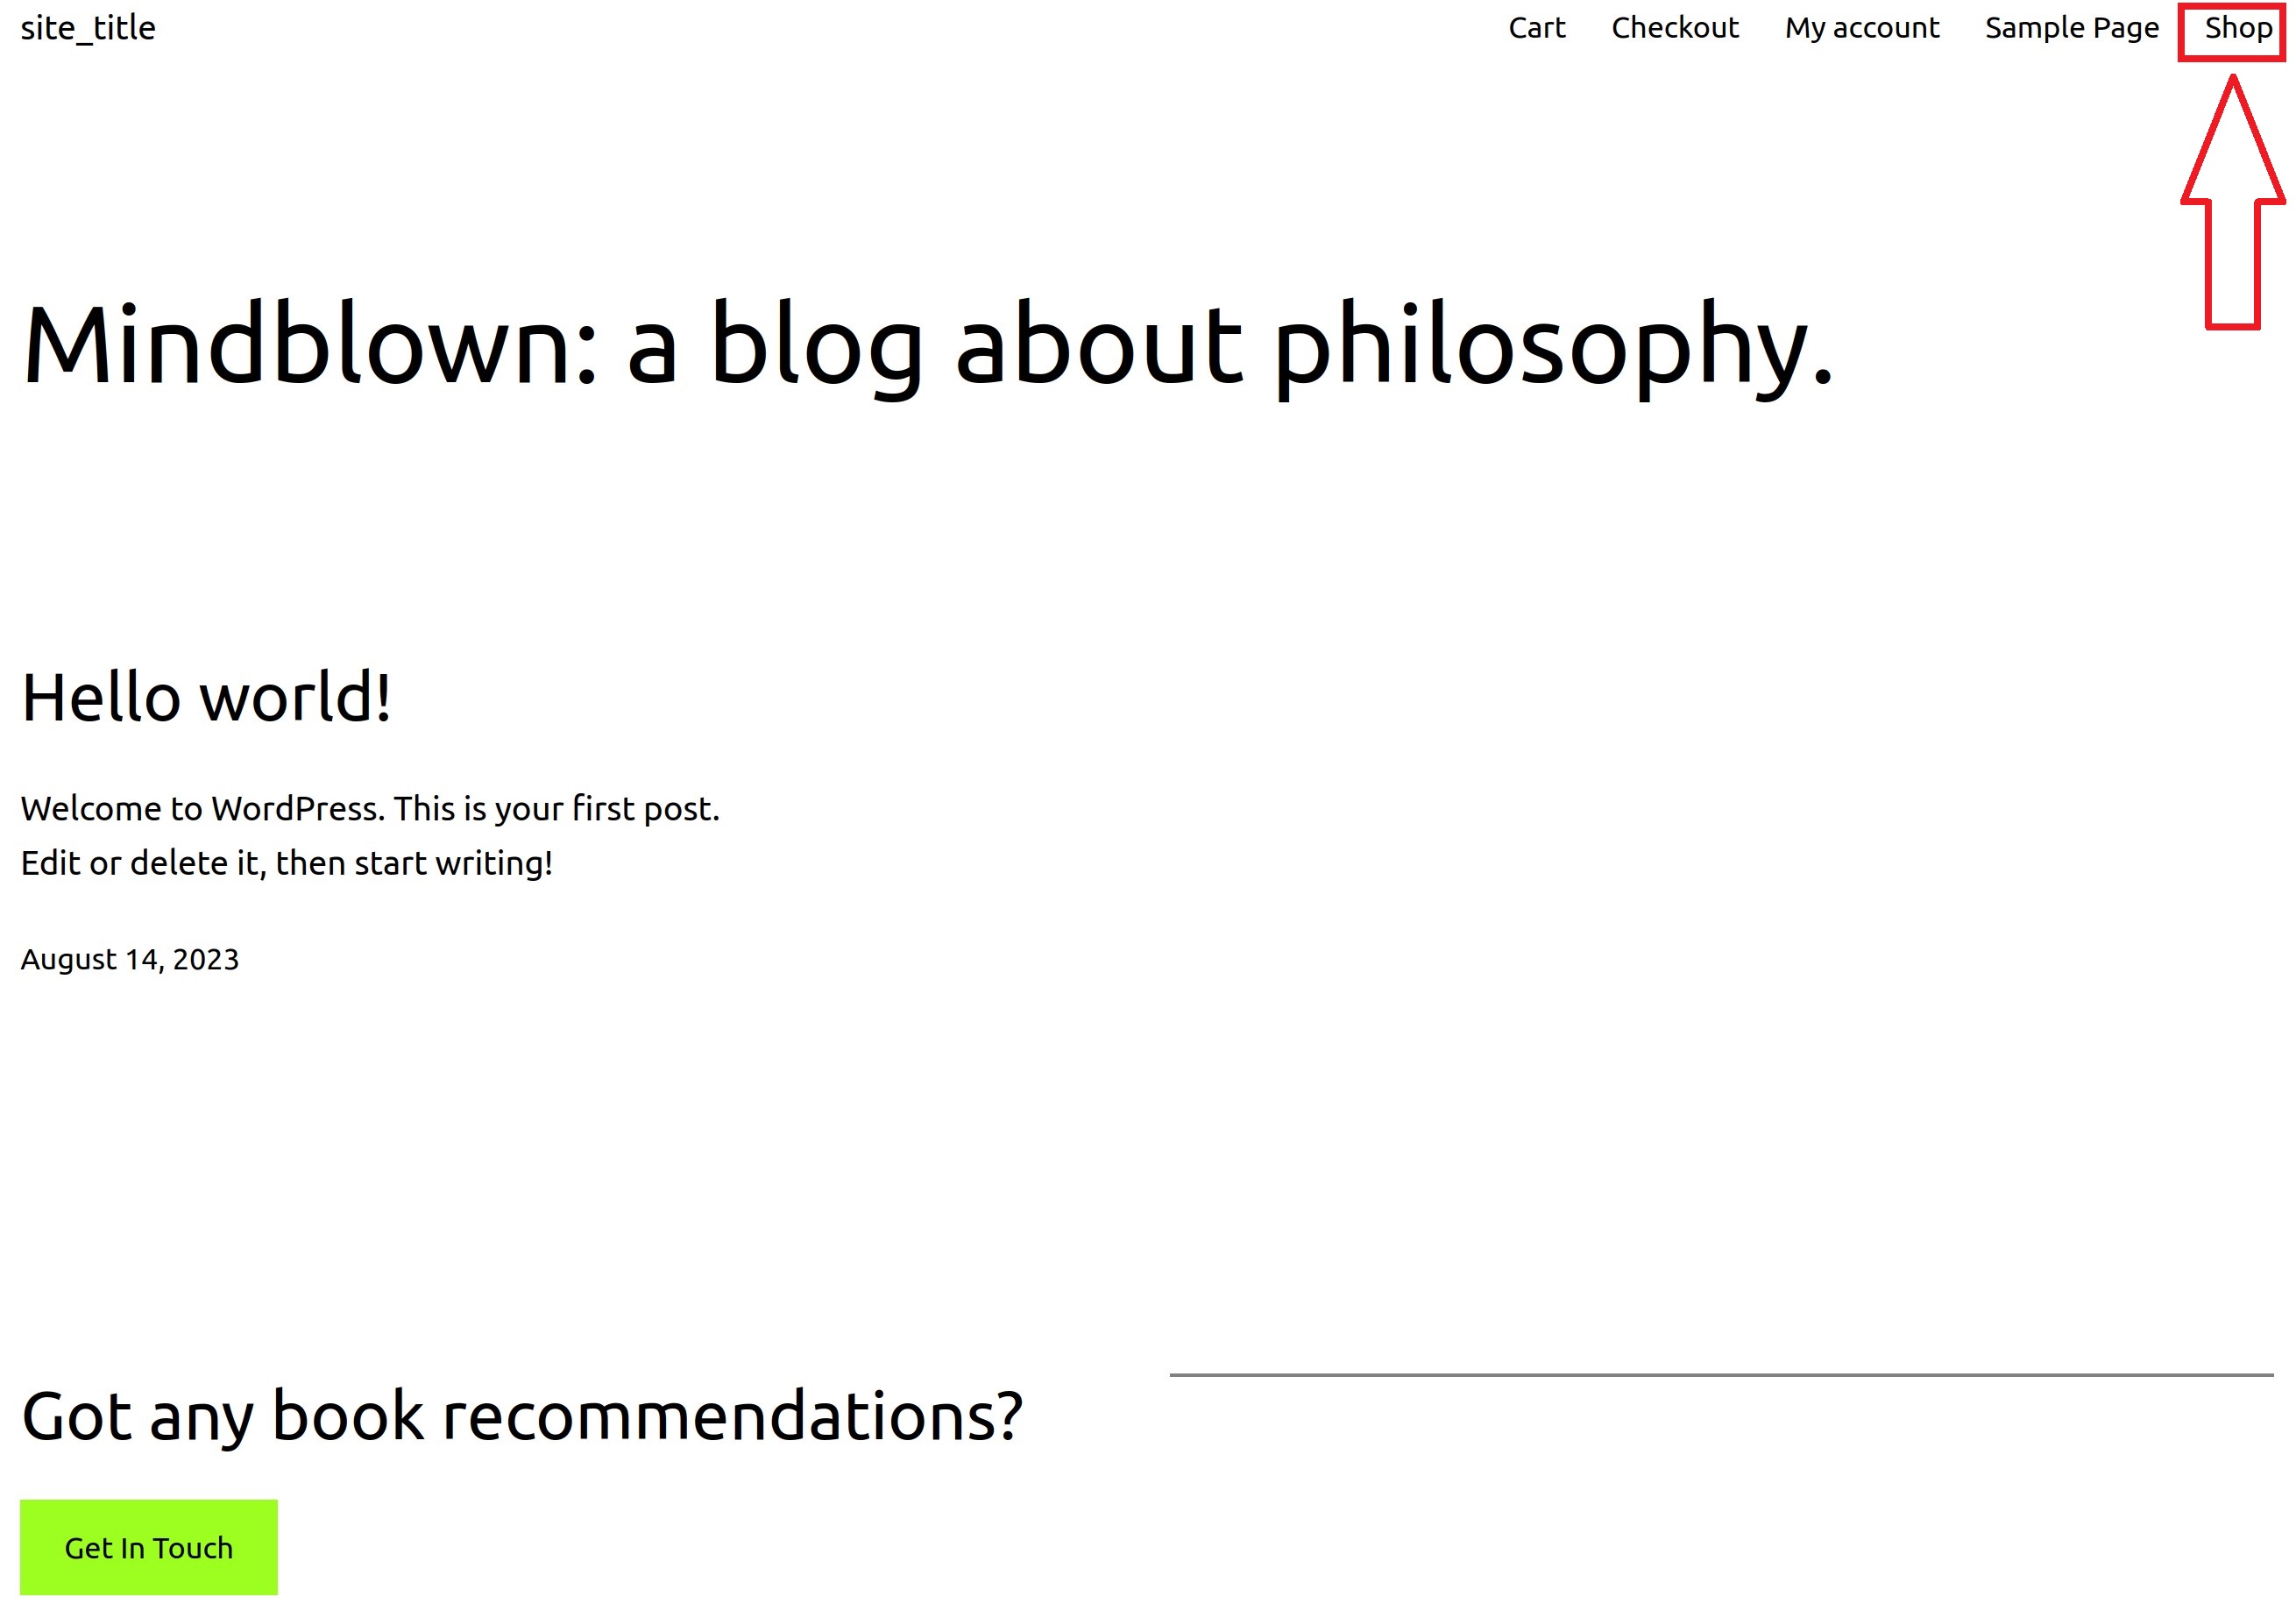 site_title
Cart Checkout My account Sample Page Shop
Mindblown: a blog about philosophy.
Hello world!
Welcome to WordPress. This is your first post.
Edit or delete it, then start writing!
August 14, 2023
Got any book recommendations?
Get In Touch